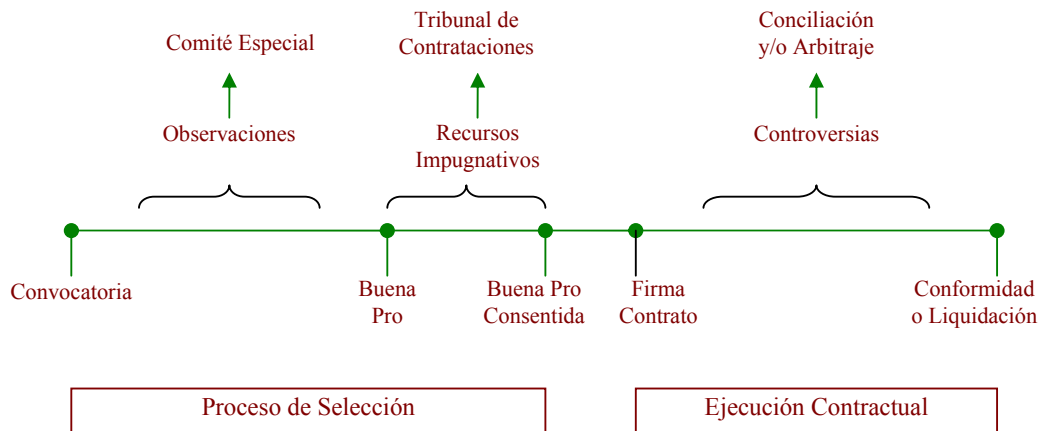 Comité Especial
Tribunal de
Contrataciones
Conciliación
y/o Arbitraje
Observaciones
Recursos
Impugnativos
Controversias
Convocatoria
Buena
Pro
Buena Pro
Consentida
Firma
Contrato
Conformidad
o Liquidación
Proceso de Selección
Ejecución Contractual